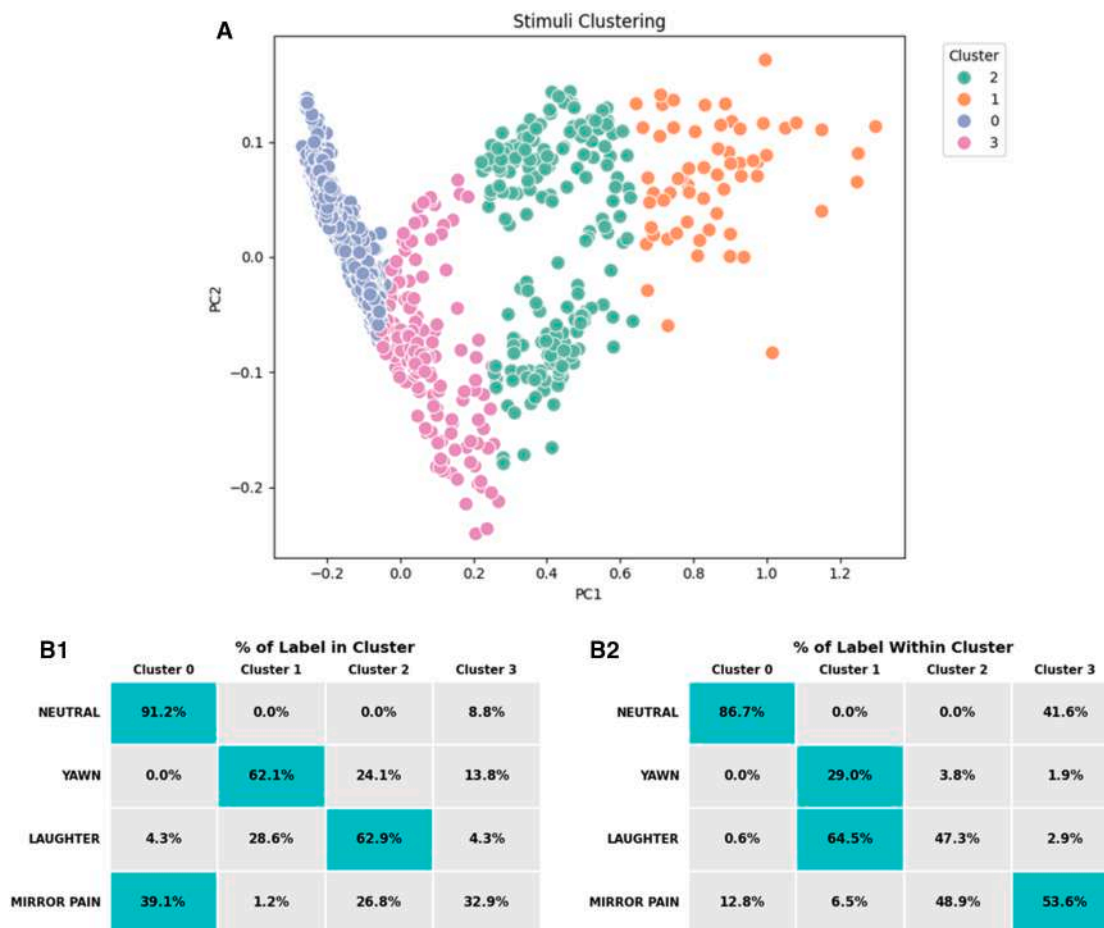 A
Stimuli Clustering
Cluster
2
1
0
3
0.1
0.0
−0.1
−0.2
PC2
−0.2 0.0 0.2 0.4 0.6 0.8 1.0 1.2
PC1
B1
% of Label in Cluster
Cluster 0 Cluster 1 Cluster 2 Cluster 3
NEUTRAL 91.2% 0.0% 0.0% 8.8%
YAWN 0.0% 62.1% 24.1% 13.8%
LAUGHTER 4.3% 28.6% 62.9% 4.3%
MIRROR PAIN 39.1% 1.2% 26.8% 32.9%
B2
% of Label Within Cluster
Cluster 0 Cluster 1 Cluster 2 Cluster 3
NEUTRAL 86.7% 0.0% 0.0% 41.6%
YAWN 0.0% 29.0% 3.8% 1.9%
LAUGHTER 0.6% 64.5% 47.3% 2.9%
MIRROR PAIN 12.8% 6.5% 48.9% 53.6%